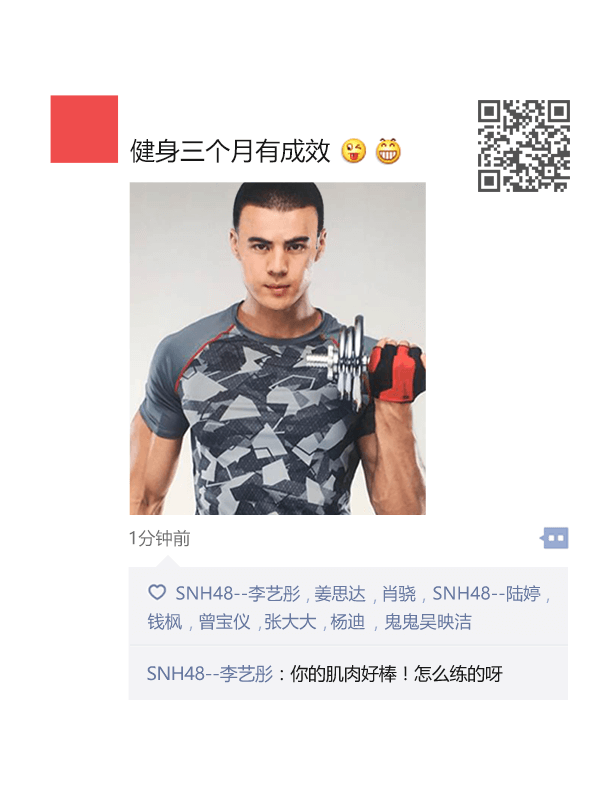 健身三个月有成效 😜 😁
1分钟前
SNH48--李艺彤 , 姜思达 , 肖骁 , SNH48--陆婷 ,
钱枫 , 曾宝仪 ,张大大 , 杨迪 , 鬼鬼吴映洁
SNH48--李艺彤：你的肌肉好棒！怎么练的呀